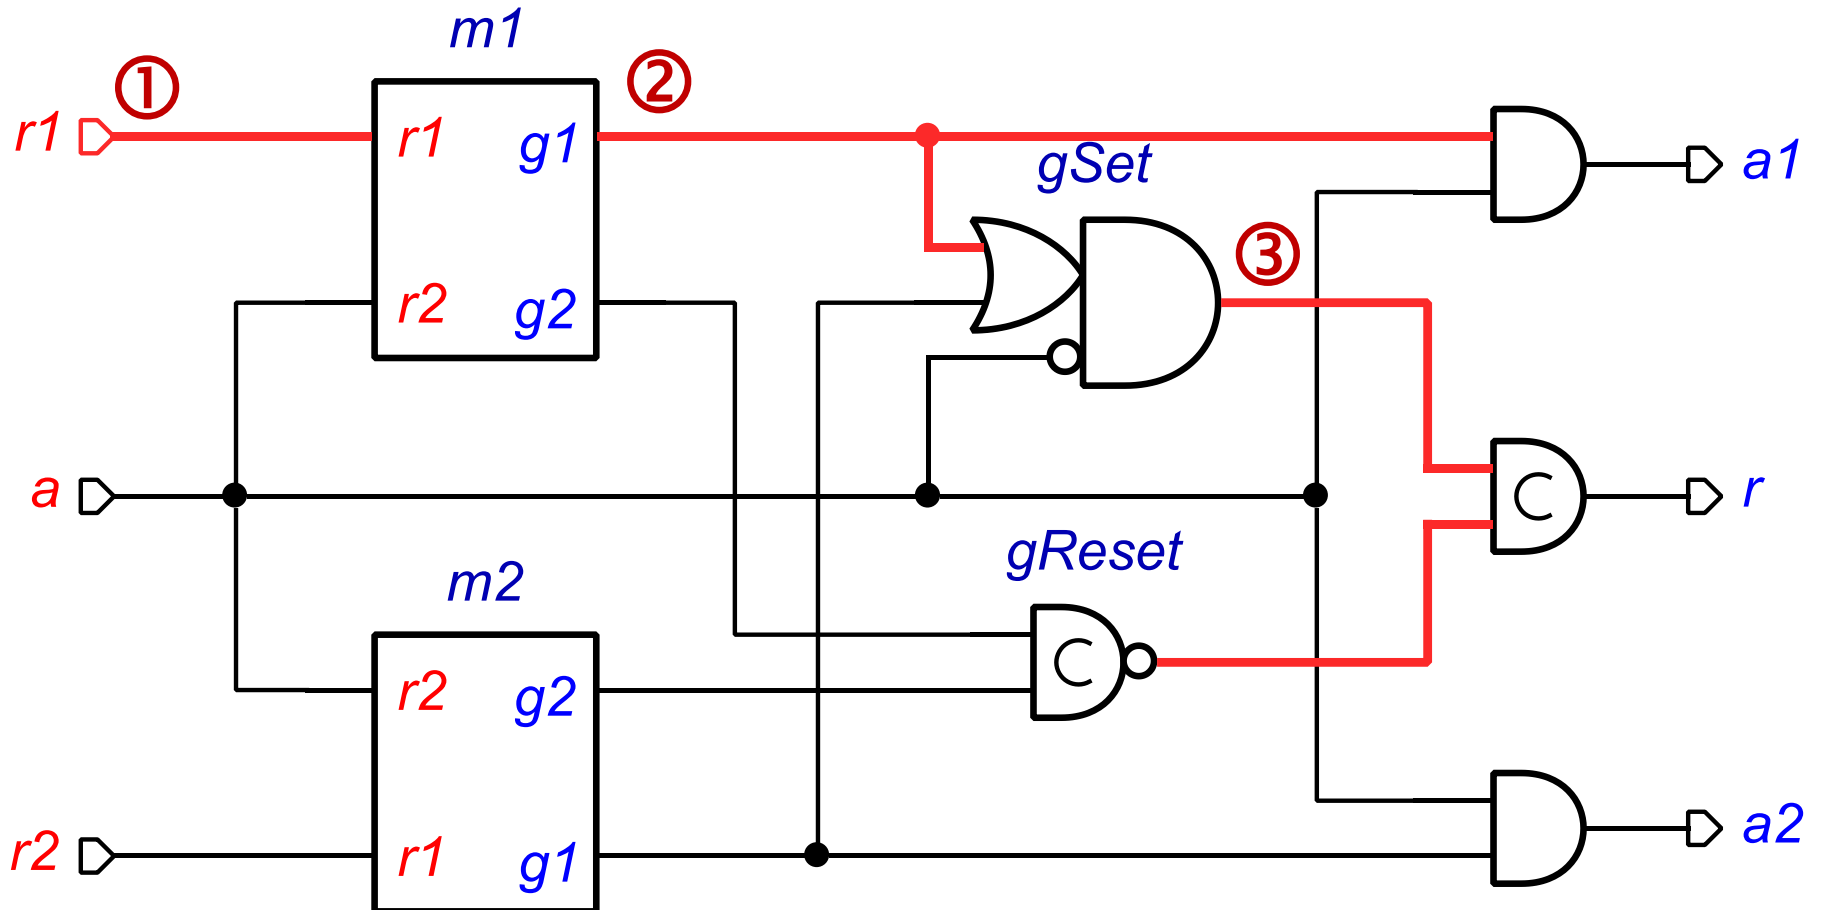 m1
① ②
r1 r1 g1
gSet
a1
r2 g2
③
a
C r
gReset
m2
C
r2 g2
a2
r2 r1 g1